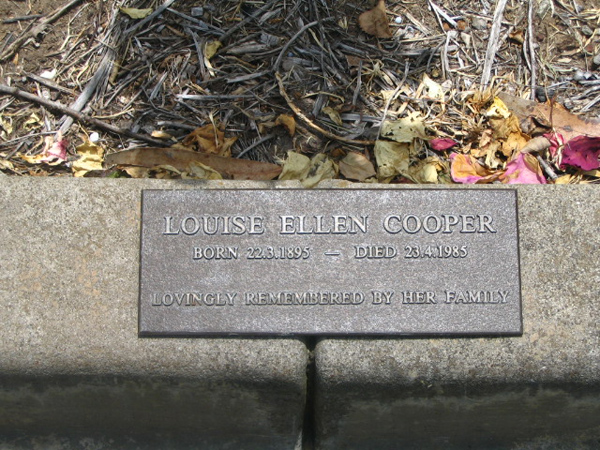 LOUISE ELLEN COOPER
BORN 22.3.1895 — DIED 23.4.1985
LOVINGLY REMEMBERED BY HER FAMILY